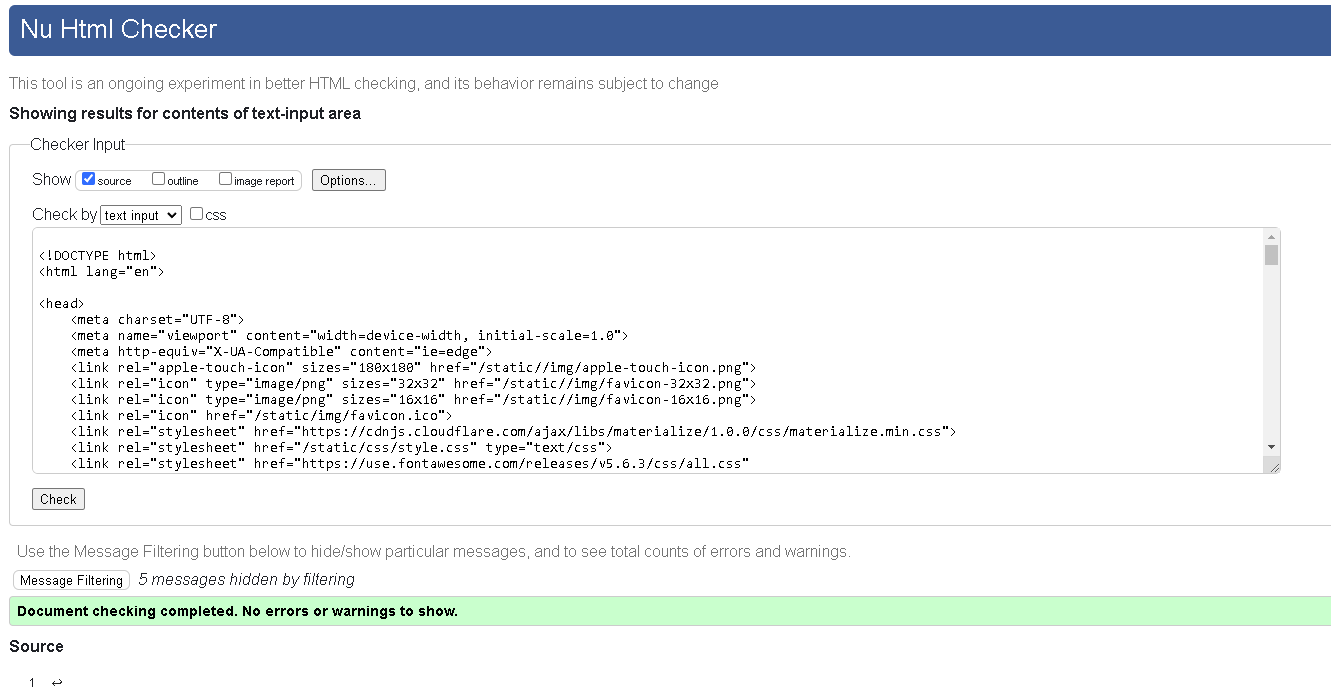 Nu Html Checker
This tool is an ongoing experiment in better HTML checking, and its behavior remains subject to change
Showing results for contents of text-input area
Checker Input
Show source outline image report Options...
Check by text input css
<!DOCTYPE html>
<html lang="en">
<head>
    <meta charset="UTF-8">
    <meta name="viewport" content="width=device-width, initial-scale=1.0">
    <meta http-equiv="X-UA-Compatible" content="ie=edge">
    <link rel="apple-touch-icon" sizes="180x180" href="/static//img/apple-touch-icon.png">
    <link rel="icon" type="image/png" sizes="32x32" href="/static//img/favicon-32x32.png">
    <link rel="icon" type="image/png" sizes="16x16" href="/static//img/favicon-16x16.png">
    <link rel="icon" href="/static/img/favicon.ico">
    <link rel="stylesheet" href="https://cdnjs.cloudflare.com/ajax/libs/materialize/1.0.0/css/materialize.min.css">
    <link rel="stylesheet" href="/static/css/style.css" type="text/css">
    <link rel="stylesheet" href="https://use.fontawesome.com/releases/v5.6.3/css/all.css"
Check
Use the Message Filtering button below to hide/show particular messages, and to see total counts of errors and warnings.
Message Filtering 5 messages hidden by filtering
Document checking completed. No errors or warnings to show.
Source
1 ↩